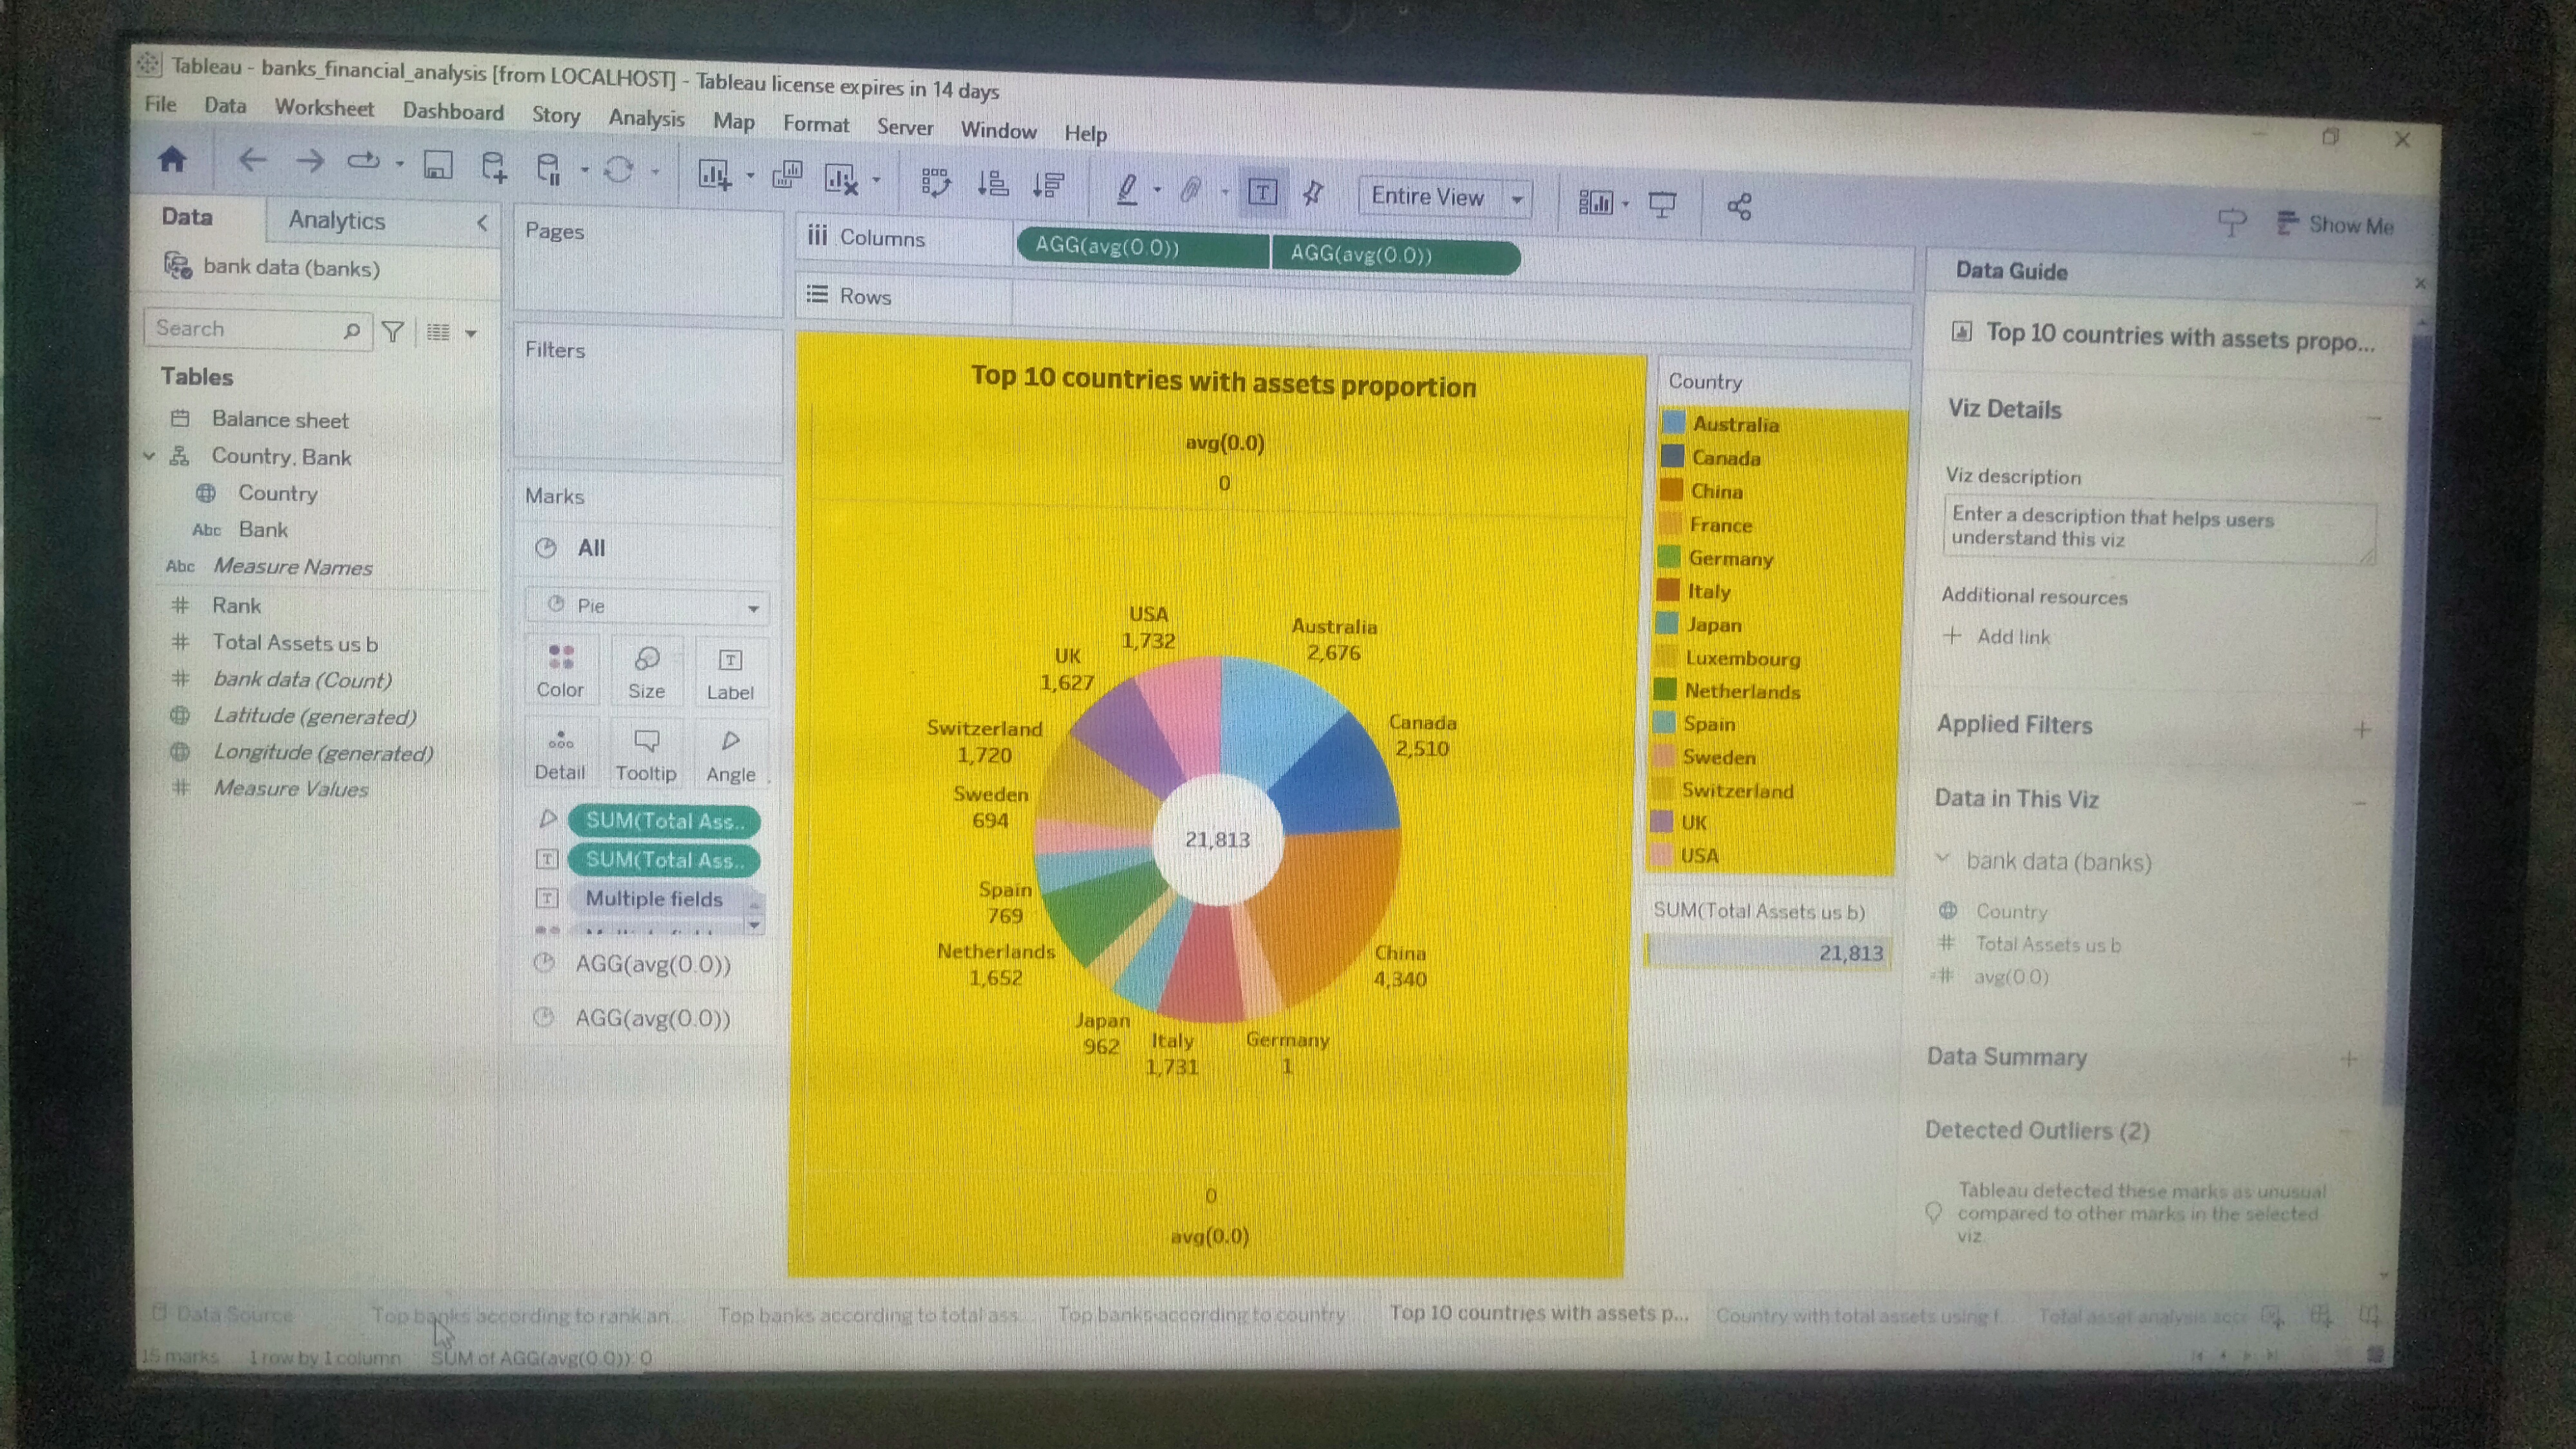 Tableau - banks_financial_analysis [from LOCALHOST] - Tableau license expires in 14 days
File Data Worksheet Dashboard Story Analysis Map Format Server Window Help
Entire View
Show Me
Data Analytics
bank data (banks)
Search
Tables
Balance sheet
Country, Bank
Country
Abc Bank
Abc Measure Names
# Rank
# Total Assets us b
# bank data (Count)
Latitude (generated)
Longitude (generated)
# Measure Values
Pages
Filters
Marks
All
Pie
Color Size Label
Detail Tooltip Angle
SUM(Total Ass..
SUM(Total Ass..
Multiple fields
AGG(avg(0.0))
AGG(avg(0.0))
iii Columns AGG(avg(0.0)) AGG(avg(0.0))
Rows
Top 10 countries with assets proportion
avg(0.0)
0
USA
1,732
Australia
2,676
UK
1,627
Canada
2,510
Switzerland
1,720
Sweden
694
21,813
Spain
769
Netherlands
1,652
China
4,340
Japan
962
Italy
1,731
Germany
1
0
avg(0.0)
Country
Australia
Canada
China
France
Germany
Italy
Japan
Luxembourg
Netherlands
Spain
Sweden
Switzerland
UK
USA
SUM(Total Assets us b)
21,813
Data Guide
Top 10 countries with assets propo...
Viz Details
Viz description
Enter a description that helps users
understand this viz
Additional resources
+ Add link
Applied Filters
Data in This Viz
bank data (banks)
Country
# Total Assets us b
=# avg(0.0)
Data Summary
Detected Outliers (2)
Tableau detected these marks as unusual
compared to other marks in the selected
viz.
Data Source Top banks according to rank an... Top banks according to total ass... Top banks according to country Top 10 countries with assets p... Country with total assets using f... Total asset analysis acco
15 marks 1 row by 1 column SUM of AGG(avg(0.0)): 0